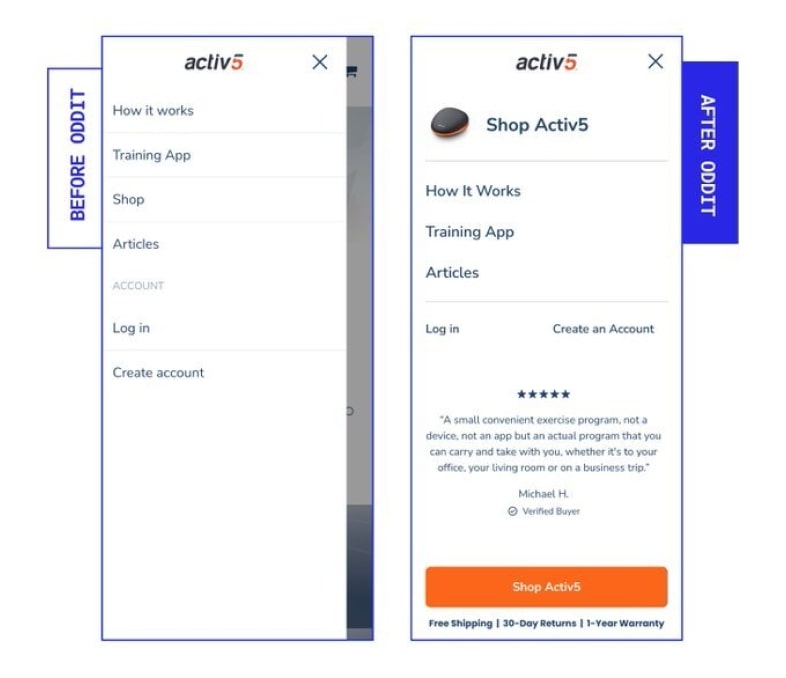 BEFORE ODDIT
activ5
How it works
Training App
Shop
Articles
ACCOUNT
Log in
Create account
AFTER ODDIT
activ5
Shop Activ5
How It Works
Training App
Articles
Log in
Create an Account
★★★★★
“A small convenient exercise program, not a
device, not an app but an actual program that you
can carry and take with you, whether it's to your
office, your living room or on a business trip.”
Michael H.
Verified Buyer
Shop Activ5
Free Shipping | 30-Day Returns | 1-Year Warranty